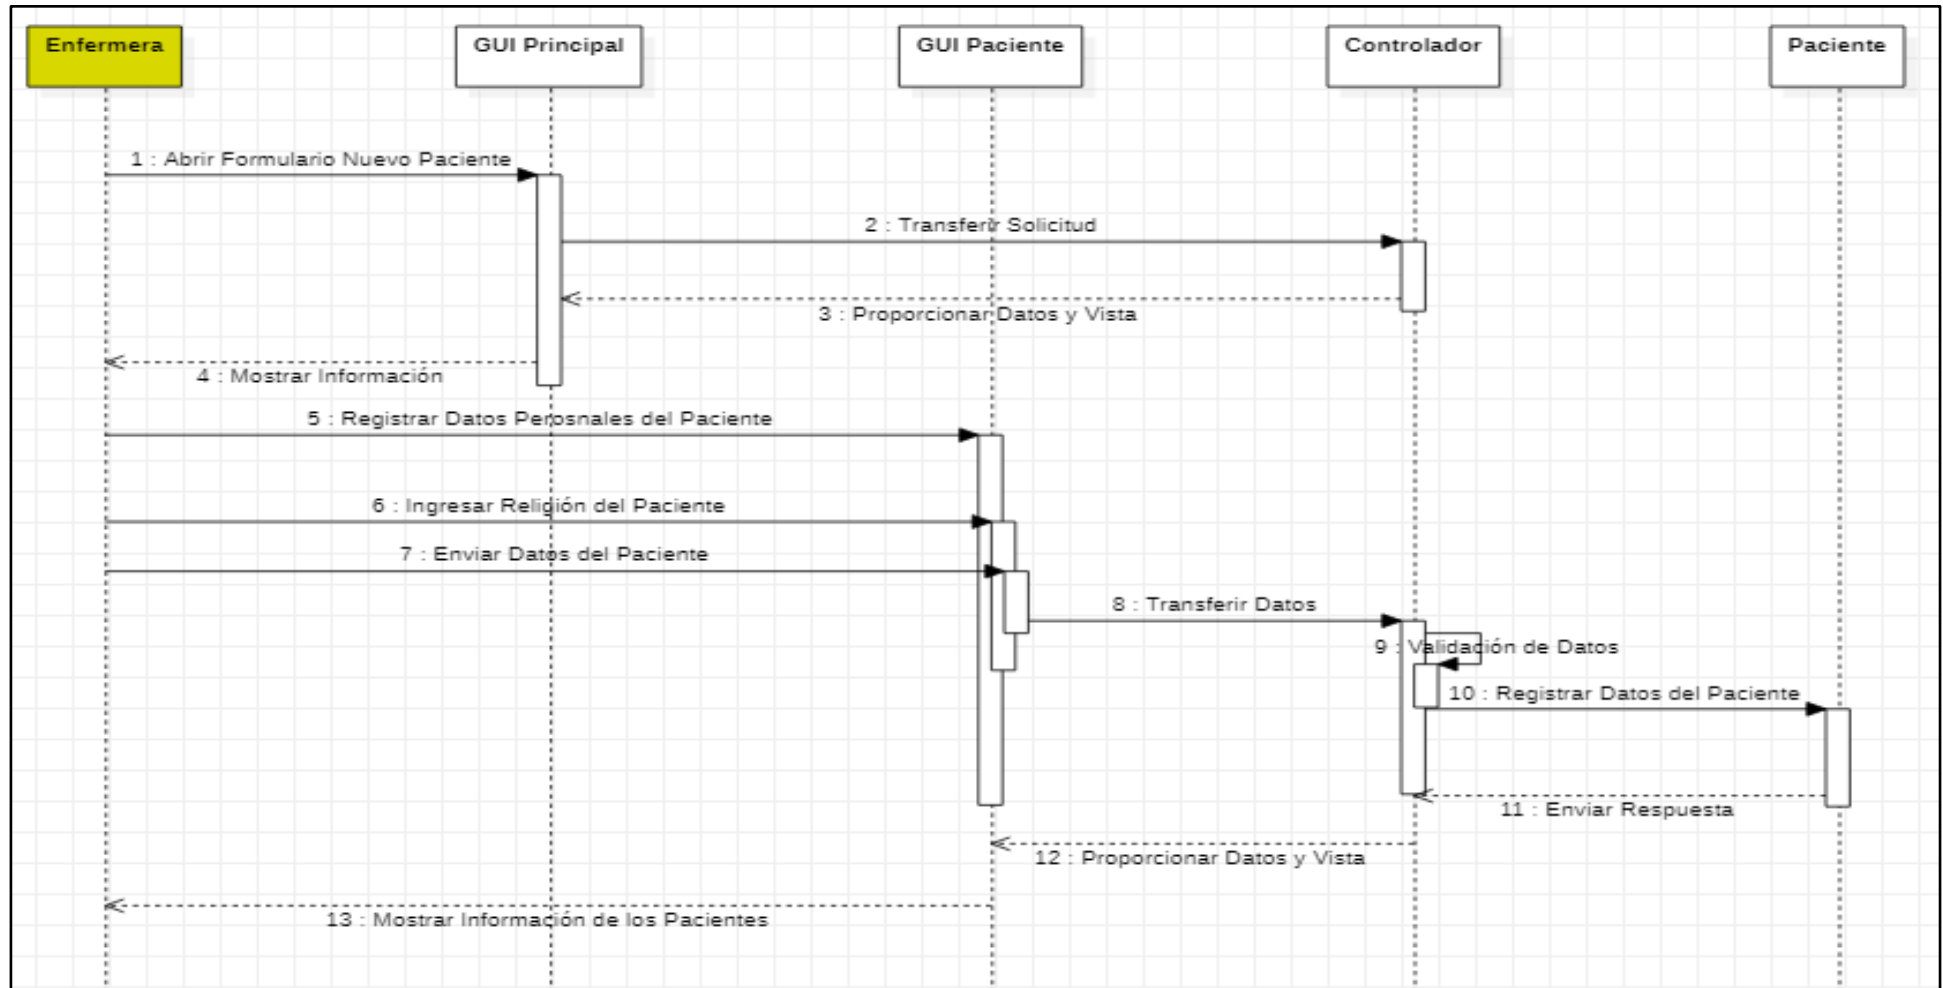 Enfermera
GUI Principal
GUI Paciente
Controlador
Paciente
1 : Abrir Formulario Nuevo Paciente
2 : Transferir Solicitud
3 : Proporcionar Datos y Vista
4 : Mostrar Información
5 : Registrar Datos Perosnales del Paciente
6 : Ingresar Religión del Paciente
7 : Enviar Datos del Paciente
8 : Transferir Datos
9 : Validación de Datos
10 : Registrar Datos del Paciente
11 : Enviar Respuesta
12 : Proporcionar Datos y Vista
13 : Mostrar Información de los Pacientes